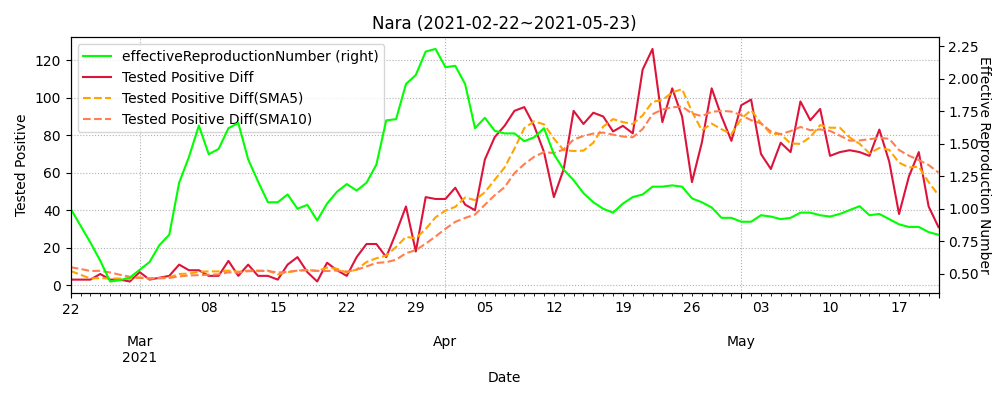 Nara (2021-02-22~2021-05-23)
effectiveReproductionNumber (right)
Tested Positive Diff
Tested Positive Diff(SMA5)
Tested Positive Diff(SMA10)
Tested Positive
120
100
80
60
40
20
0
2.25
2.00
1.75
1.50
1.25
1.00
0.75
0.50
Effective Reproduction Number
22 08 15 22 29 05 12 19 26 03 10 17
Mar Apr May
2021
Date